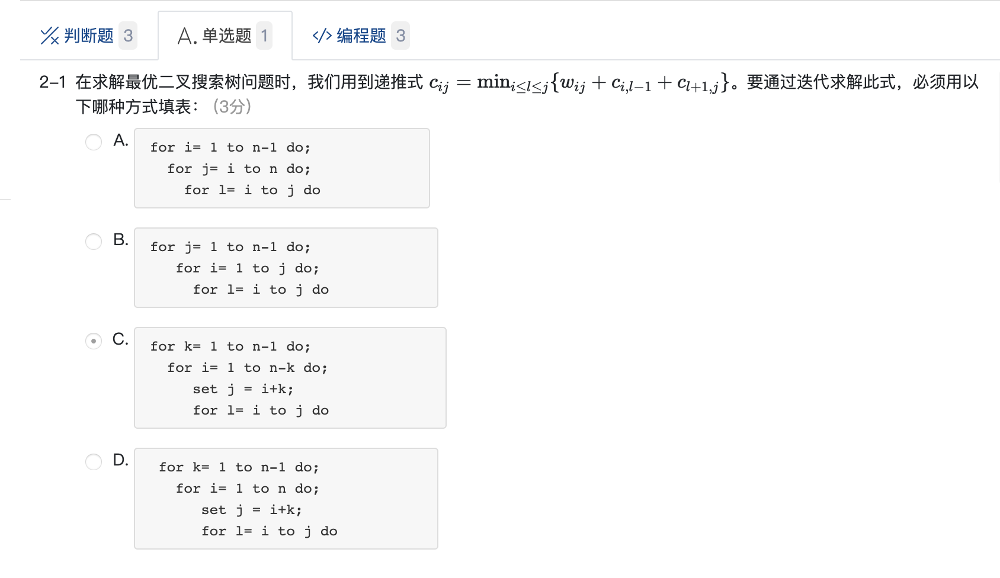 判断题 3 A. 单选题 1 </> 编程题 3
2-1 在求解最优二叉搜索树问题时，我们用到递推式 c_{ij} = min_{i≤l≤j}{w_{ij} + c_{i,l−1} + c_{l+1,j}}。要通过迭代求解此式，必须用以
下哪种方式填表： (3分)
A.
for i= 1 to n-1 do;
for j= i to n do;
for l= i to j do
B.
for j= 1 to n-1 do;
for i= 1 to j do;
for l= i to j do
C.
for k= 1 to n-1 do;
for i= 1 to n-k do;
set j = i+k;
for l= i to j do
D.
for k= 1 to n-1 do;
for i= 1 to n do;
set j = i+k;
for l= i to j do